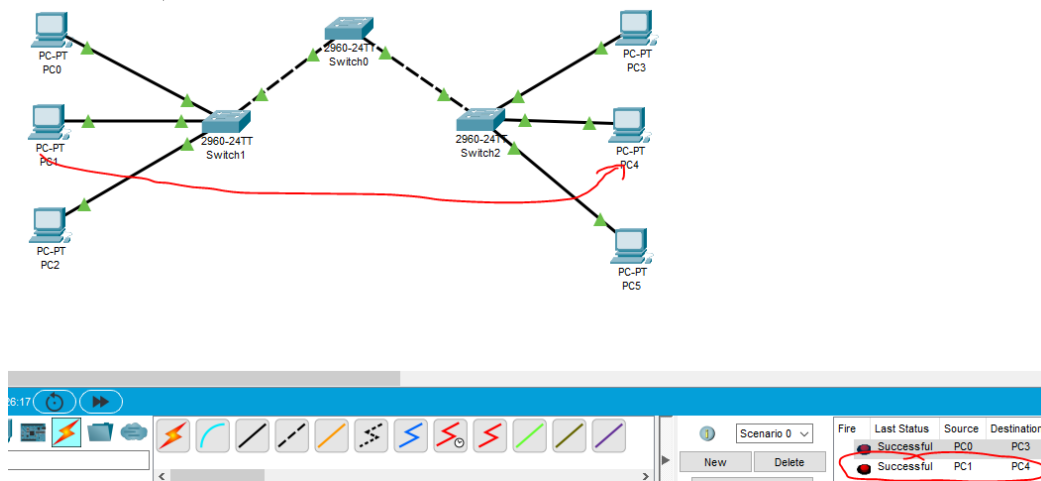 2960-24TT
Switch0
PC-PT
PC0
PC-PT
PC3
2960-24TT
Switch1
2960-24TT
Switch2
PC-PT
PC1
PC-PT
PC4
PC-PT
PC2
PC-PT
PC5
Scenario 0
New Delete
Fire Last Status Source Destination
Successful PC0 PC3
Successful PC1 PC4